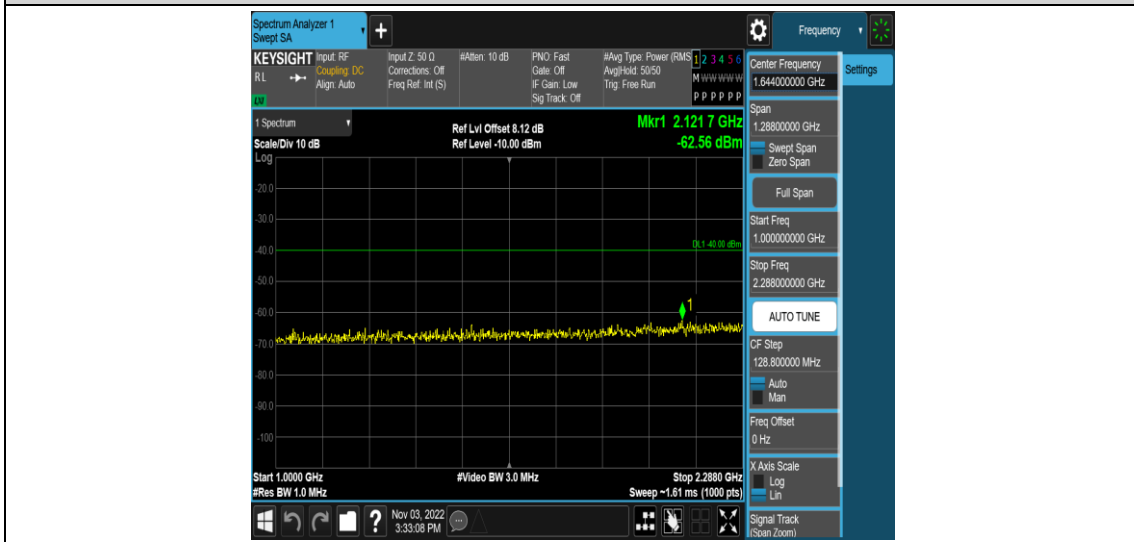 Spectrum Analyzer 1
Swept SA
+
Frequency
KEYSIGHT
RL
Input: RF
Coupling: DC
Align: Auto
Input Z: 50 Ω
Corrections: Off
Freq Ref: Int (S)
#Atten: 10 dB
PNO: Fast
Gate: Off
IF Gain: Low
Sig Track: Off
#Avg Type: Power (RMS
Avg|Hold: 50/50
Trig: Free Run
1 2 3 4 5 6
M W W W W W
P P P P P P
LXI
1 Spectrum
Scale/Div 10 dB
Log
Ref Lvl Offset 8.12 dB
Ref Level -10.00 dBm
Mkr1 2.121 7 GHz
-62.56 dBm
-20.0
-30.0
-40.0
DL1 -40.00 dBm
-50.0
-60.0
1
-70.0
-80.0
-90.0
-100
Start 1.0000 GHz
#Res BW 1.0 MHz
#Video BW 3.0 MHz
Stop 2.2880 GHz
Sweep ~1.61 ms (1000 pts)
Nov 03, 2022
3:33:08 PM
Center Frequency
1.644000000 GHz
Settings
Span
1.28800000 GHz
Swept Span
Zero Span
Full Span
Start Freq
1.000000000 GHz
Stop Freq
2.288000000 GHz
AUTO TUNE
CF Step
128.800000 MHz
Auto
Man
Freq Offset
0 Hz
X Axis Scale
Log
Lin
Signal Track
(Span Zoom)